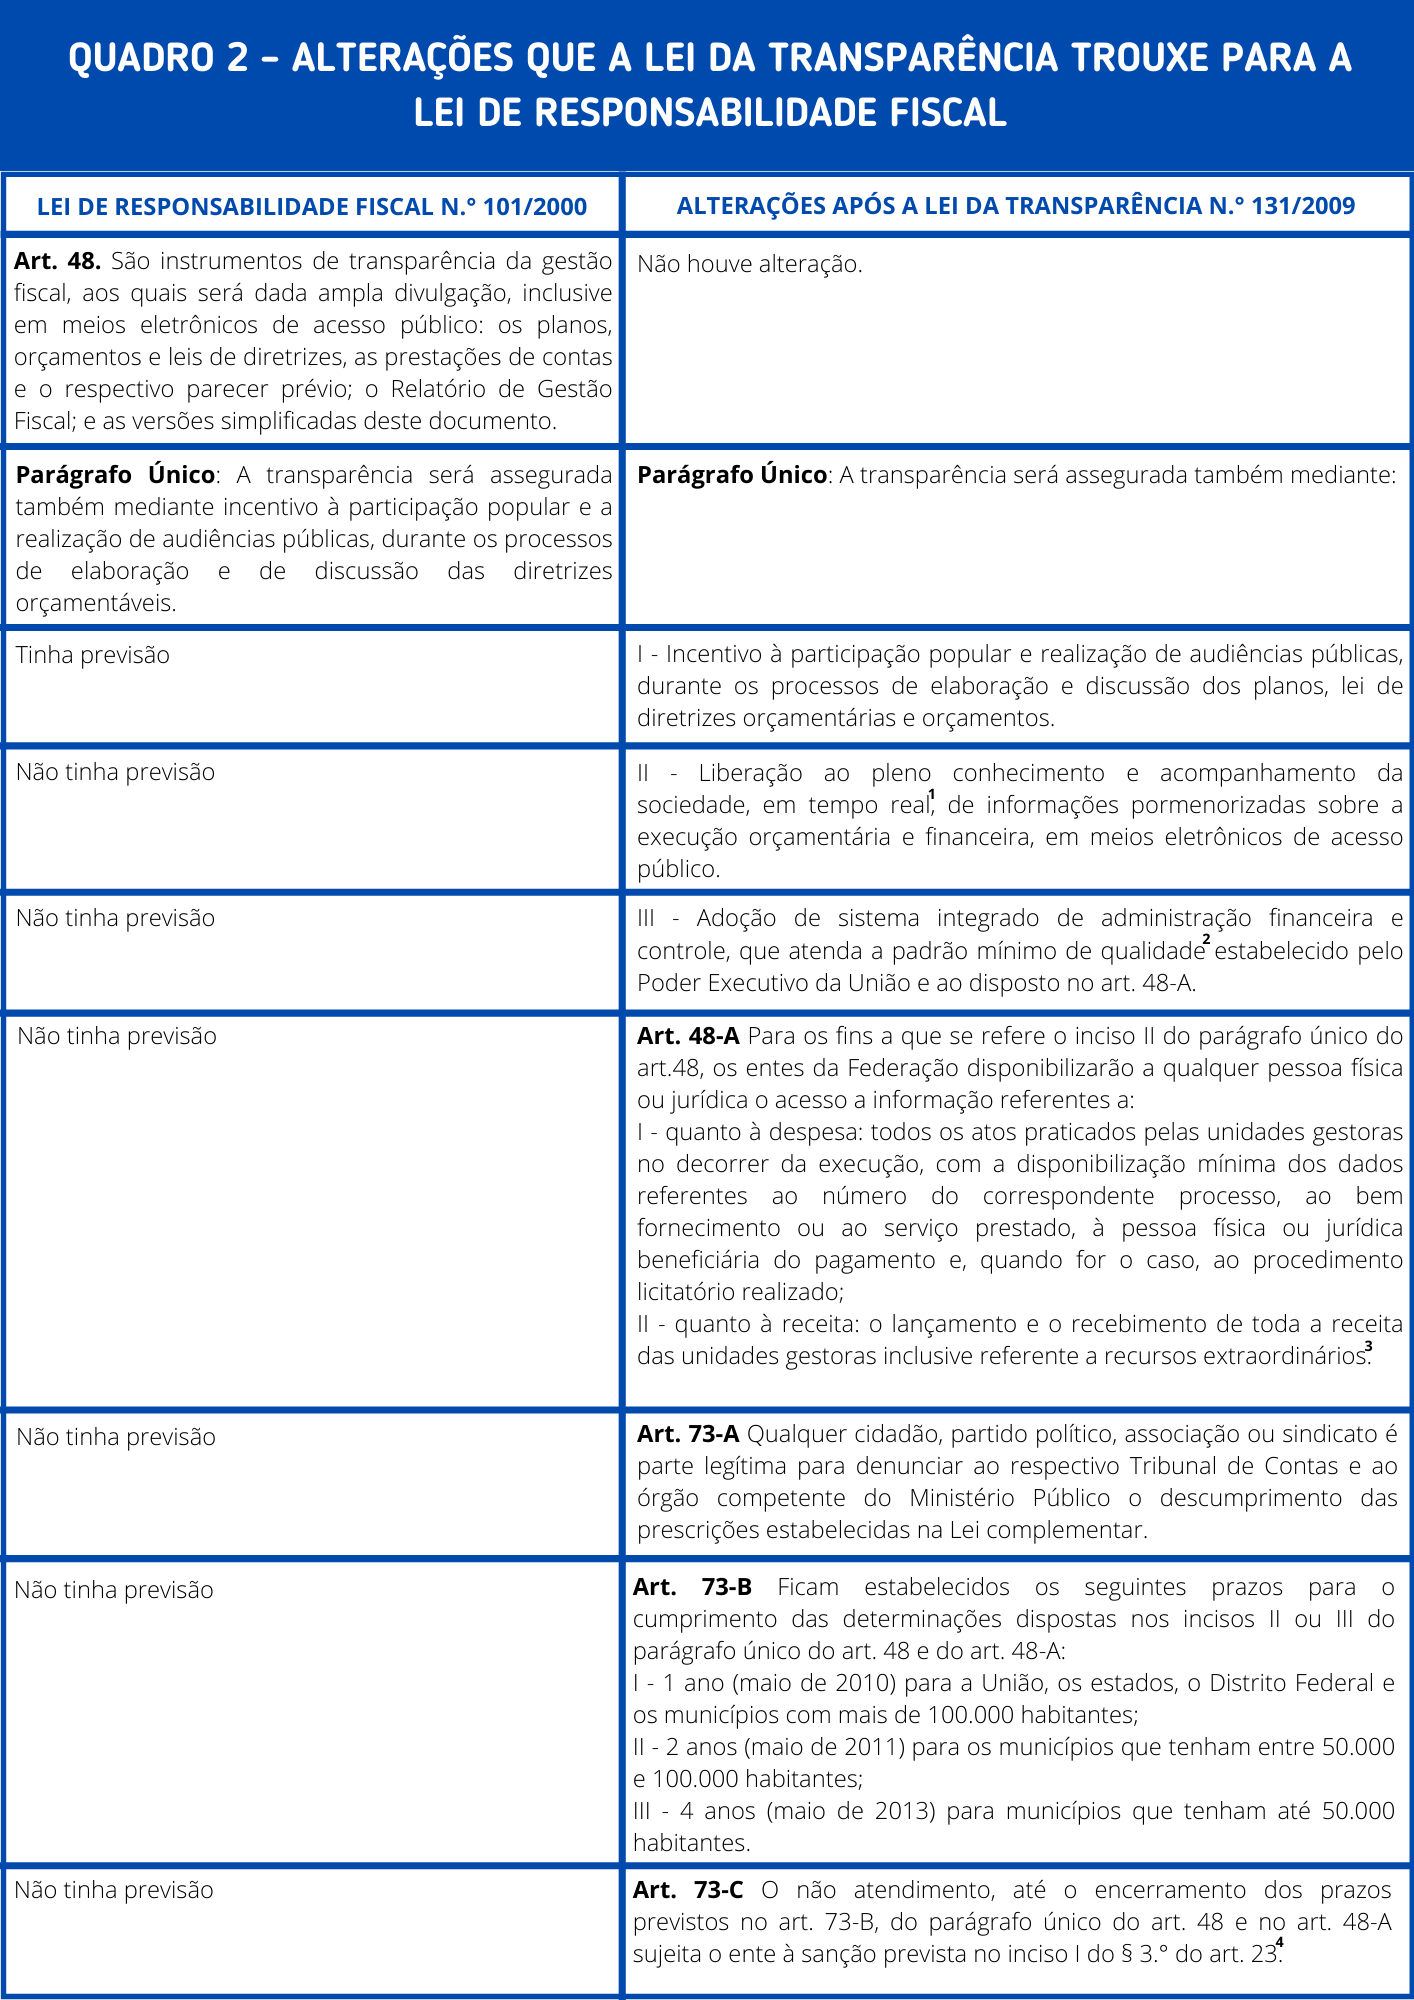 QUADRO 2 – ALTERAÇÕES QUE A LEI DA TRANSPARÊNCIA TROUXE PARA A
LEI DE RESPONSABILIDADE FISCAL
LEI DE RESPONSABILIDADE FISCAL N.° 101/2000
ALTERAÇÕES APÓS A LEI DA TRANSPARÊNCIA N.° 131/2009
Art. 48. São instrumentos de transparência da gestão
fiscal, aos quais será dada ampla divulgação, inclusive
em meios eletrônicos de acesso público: os planos,
orçamentos e leis de diretrizes, as prestações de contas
e o respectivo parecer prévio; o Relatório de Gestão
Fiscal; e as versões simplificadas deste documento.
Não houve alteração.
Parágrafo Único: A transparência será assegurada
também mediante incentivo à participação popular e a
realização de audiências públicas, durante os processos
de elaboração e de discussão das diretrizes
orçamentáveis.
Parágrafo Único: A transparência será assegurada também mediante:
Tinha previsão
I - Incentivo à participação popular e realização de audiências públicas,
durante os processos de elaboração e discussão dos planos, lei de
diretrizes orçamentárias e orçamentos.
Não tinha previsão
II - Liberação ao pleno conhecimento e acompanhamento da
sociedade, em tempo real¹, de informações pormenorizadas sobre a
execução orçamentária e financeira, em meios eletrônicos de acesso
público.
Não tinha previsão
III - Adoção de sistema integrado de administração financeira e
controle, que atenda a padrão mínimo de qualidade² estabelecido pelo
Poder Executivo da União e ao disposto no art. 48-A.
Não tinha previsão
Art. 48-A Para os fins a que se refere o inciso II do parágrafo único do
art.48, os entes da Federação disponibilizarão a qualquer pessoa física
ou jurídica o acesso a informação referentes a:
I - quanto à despesa: todos os atos praticados pelas unidades gestoras
no decorrer da execução, com a disponibilização mínima dos dados
referentes ao número do correspondente processo, ao bem
fornecimento ou ao serviço prestado, à pessoa física ou jurídica
beneficiária do pagamento e, quando for o caso, ao procedimento
licitatório realizado;
II - quanto à receita: o lançamento e o recebimento de toda a receita
das unidades gestoras inclusive referente a recursos extraordinários³.
Não tinha previsão
Art. 73-A Qualquer cidadão, partido político, associação ou sindicato é
parte legítima para denunciar ao respectivo Tribunal de Contas e ao
órgão competente do Ministério Público o descumprimento das
prescrições estabelecidas na Lei complementar.
Não tinha previsão
Art. 73-B Ficam estabelecidos os seguintes prazos para o
cumprimento das determinações dispostas nos incisos II ou III do
parágrafo único do art. 48 e do art. 48-A:
I - 1 ano (maio de 2010) para a União, os estados, o Distrito Federal e
os municípios com mais de 100.000 habitantes;
II - 2 anos (maio de 2011) para os municípios que tenham entre 50.000
e 100.000 habitantes;
III - 4 anos (maio de 2013) para municípios que tenham até 50.000
habitantes.
Não tinha previsão
Art. 73-C O não atendimento, até o encerramento dos prazos
previstos no art. 73-B, do parágrafo único do art. 48 e no art. 48-A
sujeita o ente à sanção prevista no inciso I do § 3.° do art. 23⁴.